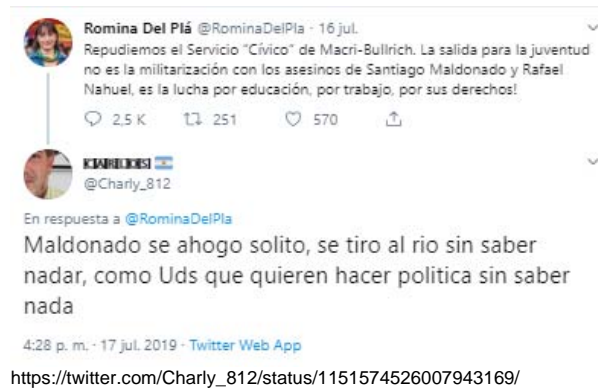 Romina Del Plá @RominaDelPla · 16 jul.
Repudiemos el Servicio "Cívico" de Macri-Bullrich. La salida para la juventud
no es la militarización con los asesinos de Santiago Maldonado y Rafael
Nahuel, es la lucha por educación, por trabajo, por sus derechos!
2,5 K 251 570
@Charly_812
En respuesta a @RominaDelPla
Maldonado se ahogo solito, se tiro al rio sin saber
nadar, como Uds que quieren hacer politica sin saber
nada
4:28 p. m. · 17 jul. 2019 · Twitter Web App
https://twitter.com/Charly_812/status/1151574526007943169/